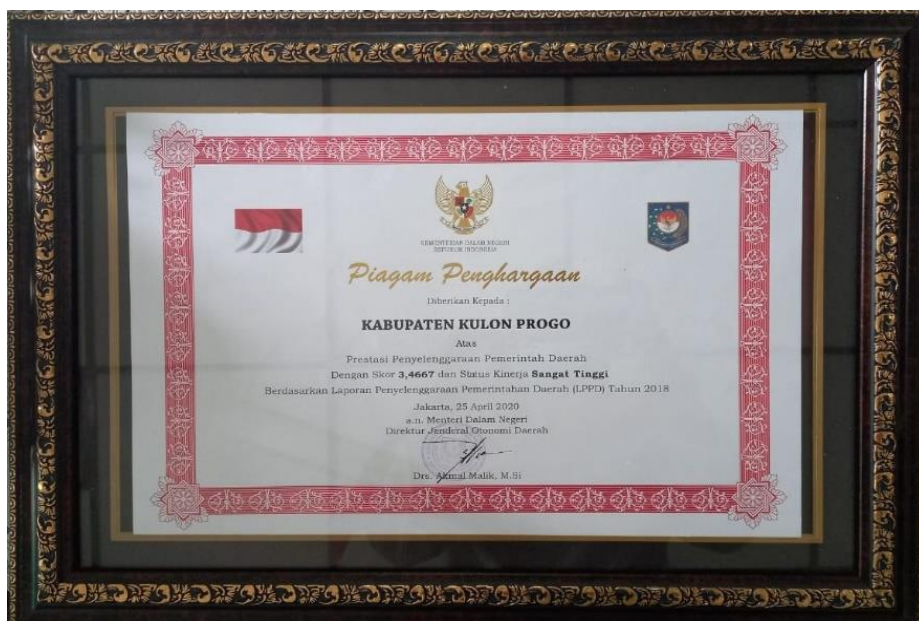 KEMENTERIAN DALAM NEGERI
REPUBLIK INDONESIA
Piagam Penghargaan
Diberikan Kepada :
KABUPATEN KULON PROGO
Atas
Prestasi Penyelenggaraan Pemerintah Daerah
Dengan Skor 3,4667 dan Status Kinerja Sangat Tinggi
Berdasarkan Laporan Penyelenggaraan Pemerintahan Daerah (LPPD) Tahun 2018
Jakarta, 25 April 2020
a.n. Menteri Dalam Negeri
Direktur Jenderal Otonomi Daerah
Drs. Akmal Malik, M.Si